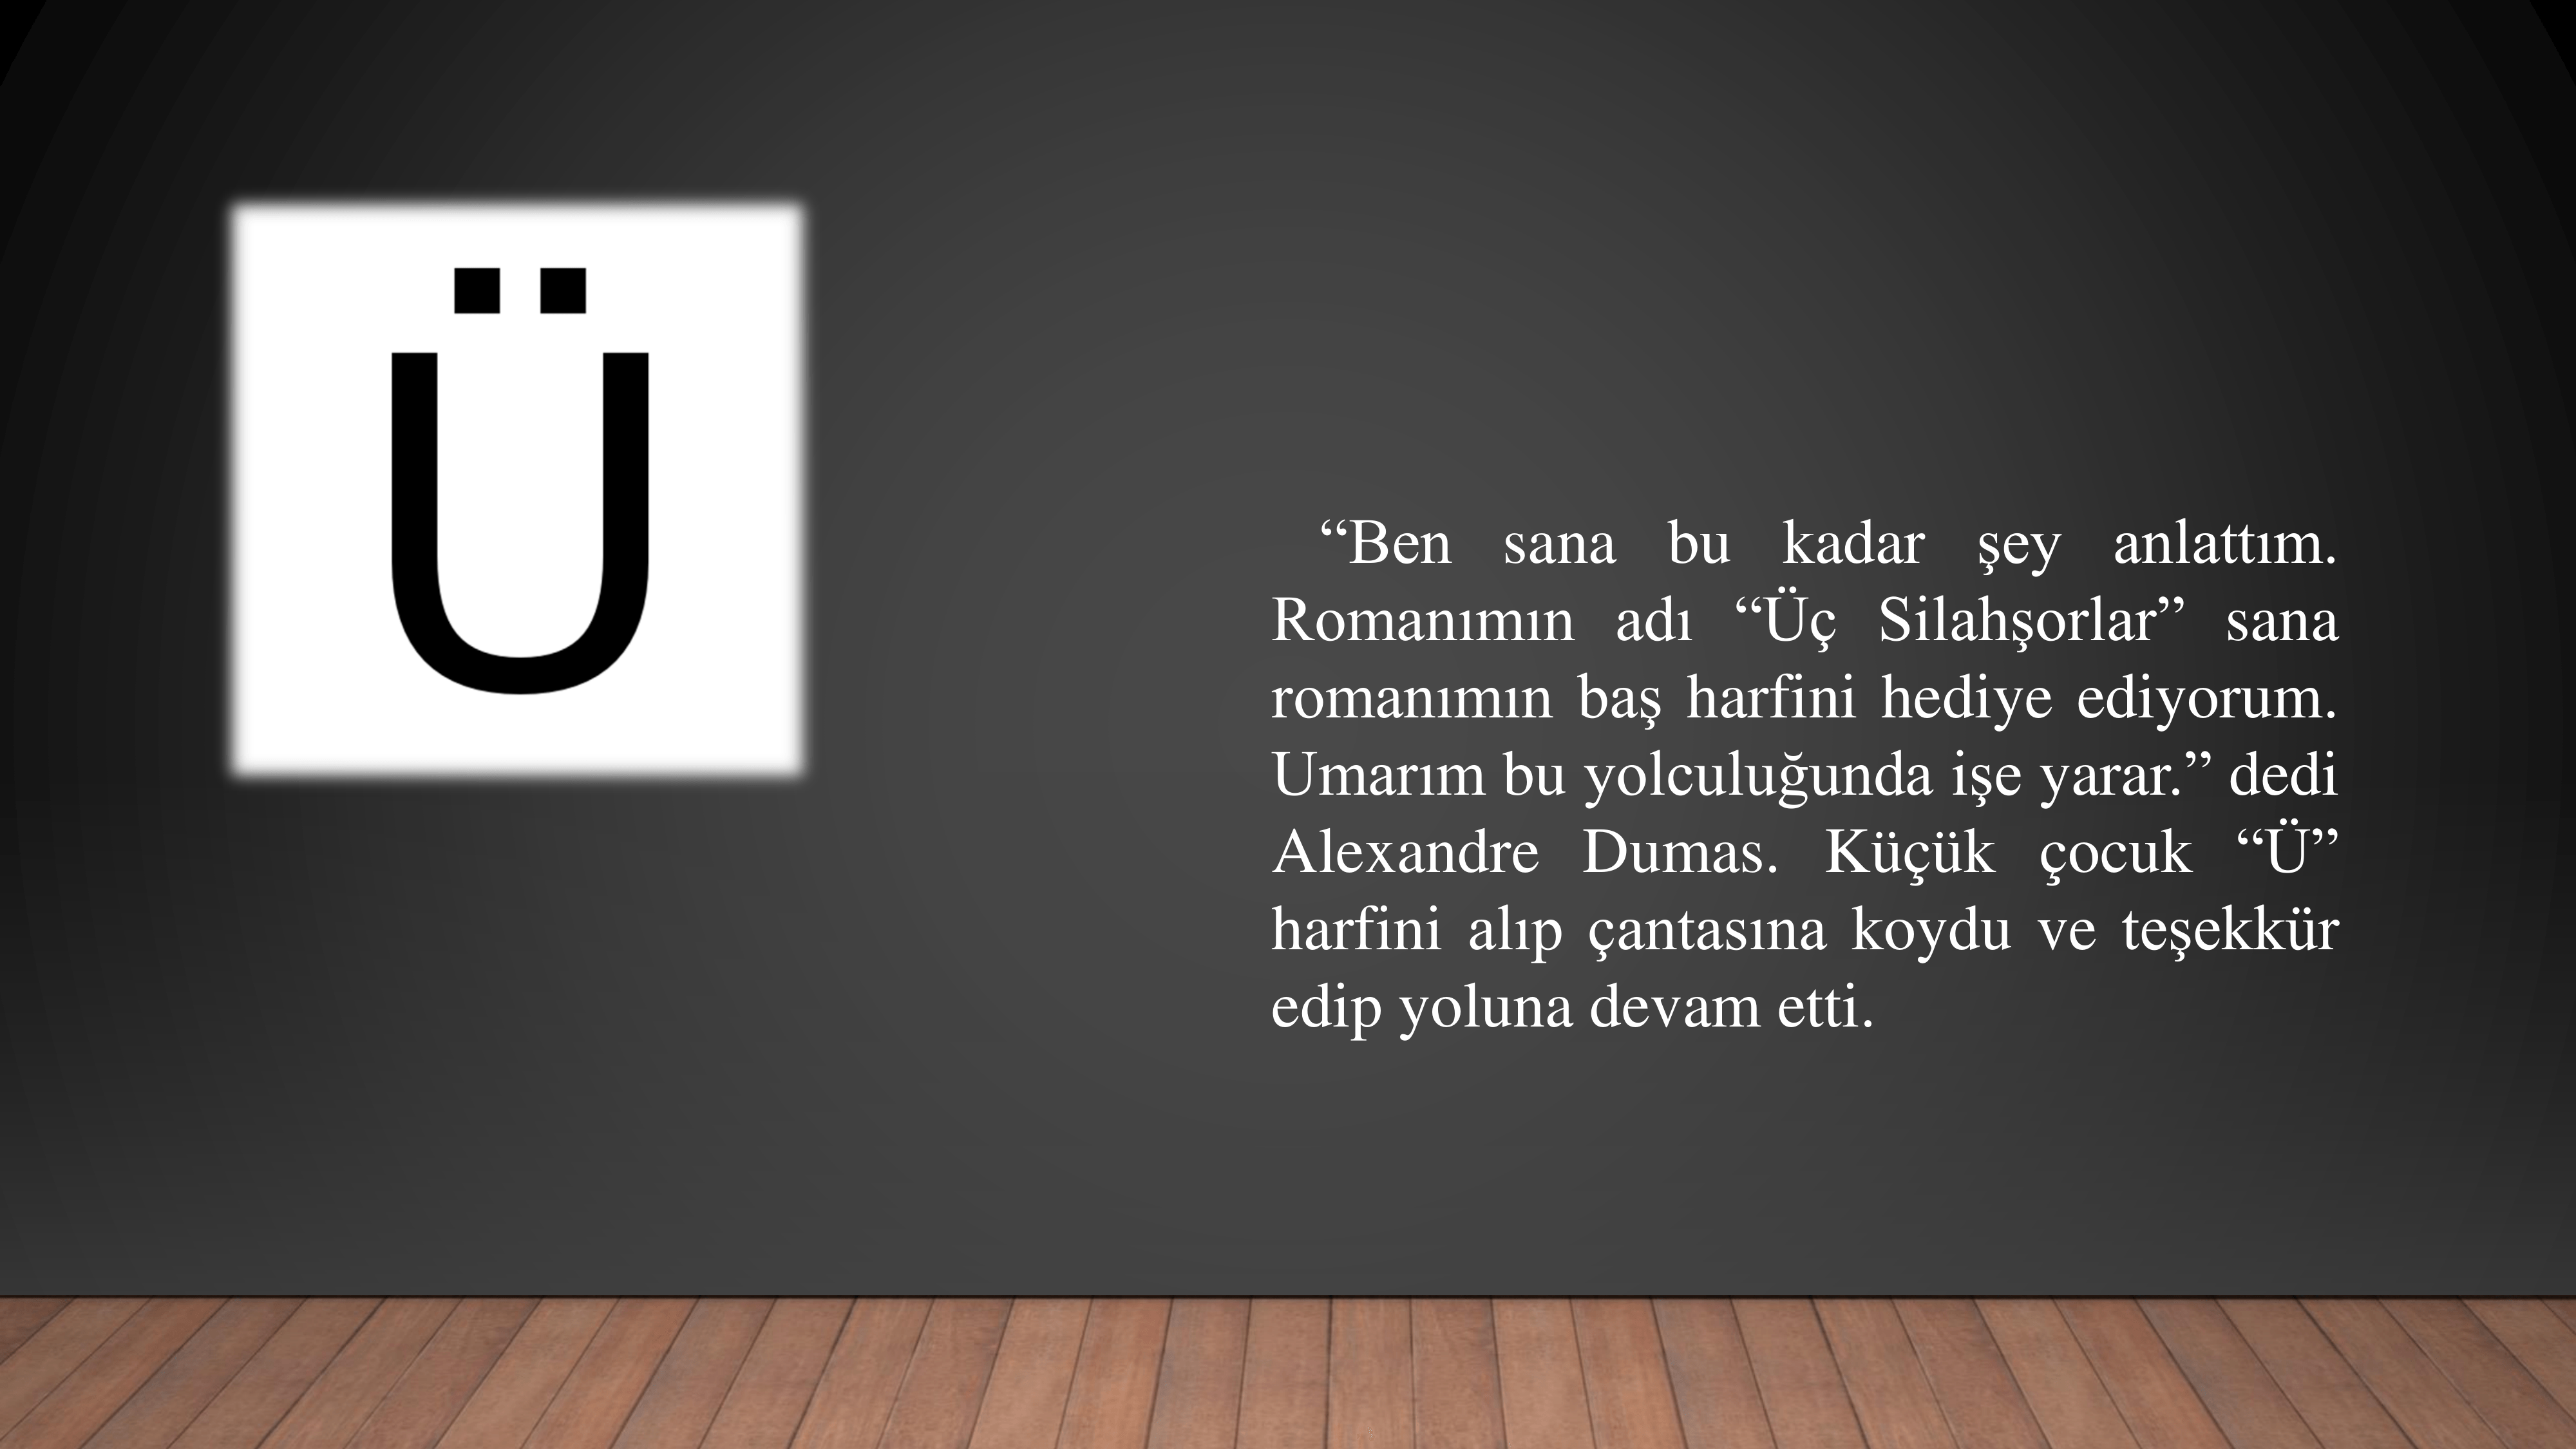 Ü
“Ben sana bu kadar şey anlattım.
Romanımın adı “Üç Silahşorlar” sana
romanımın baş harfini hediye ediyorum.
Umarım bu yolculuğunda işe yarar.” dedi
Alexandre Dumas. Küçük çocuk “Ü”
harfini alıp çantasına koydu ve teşekkür
edip yoluna devam etti.